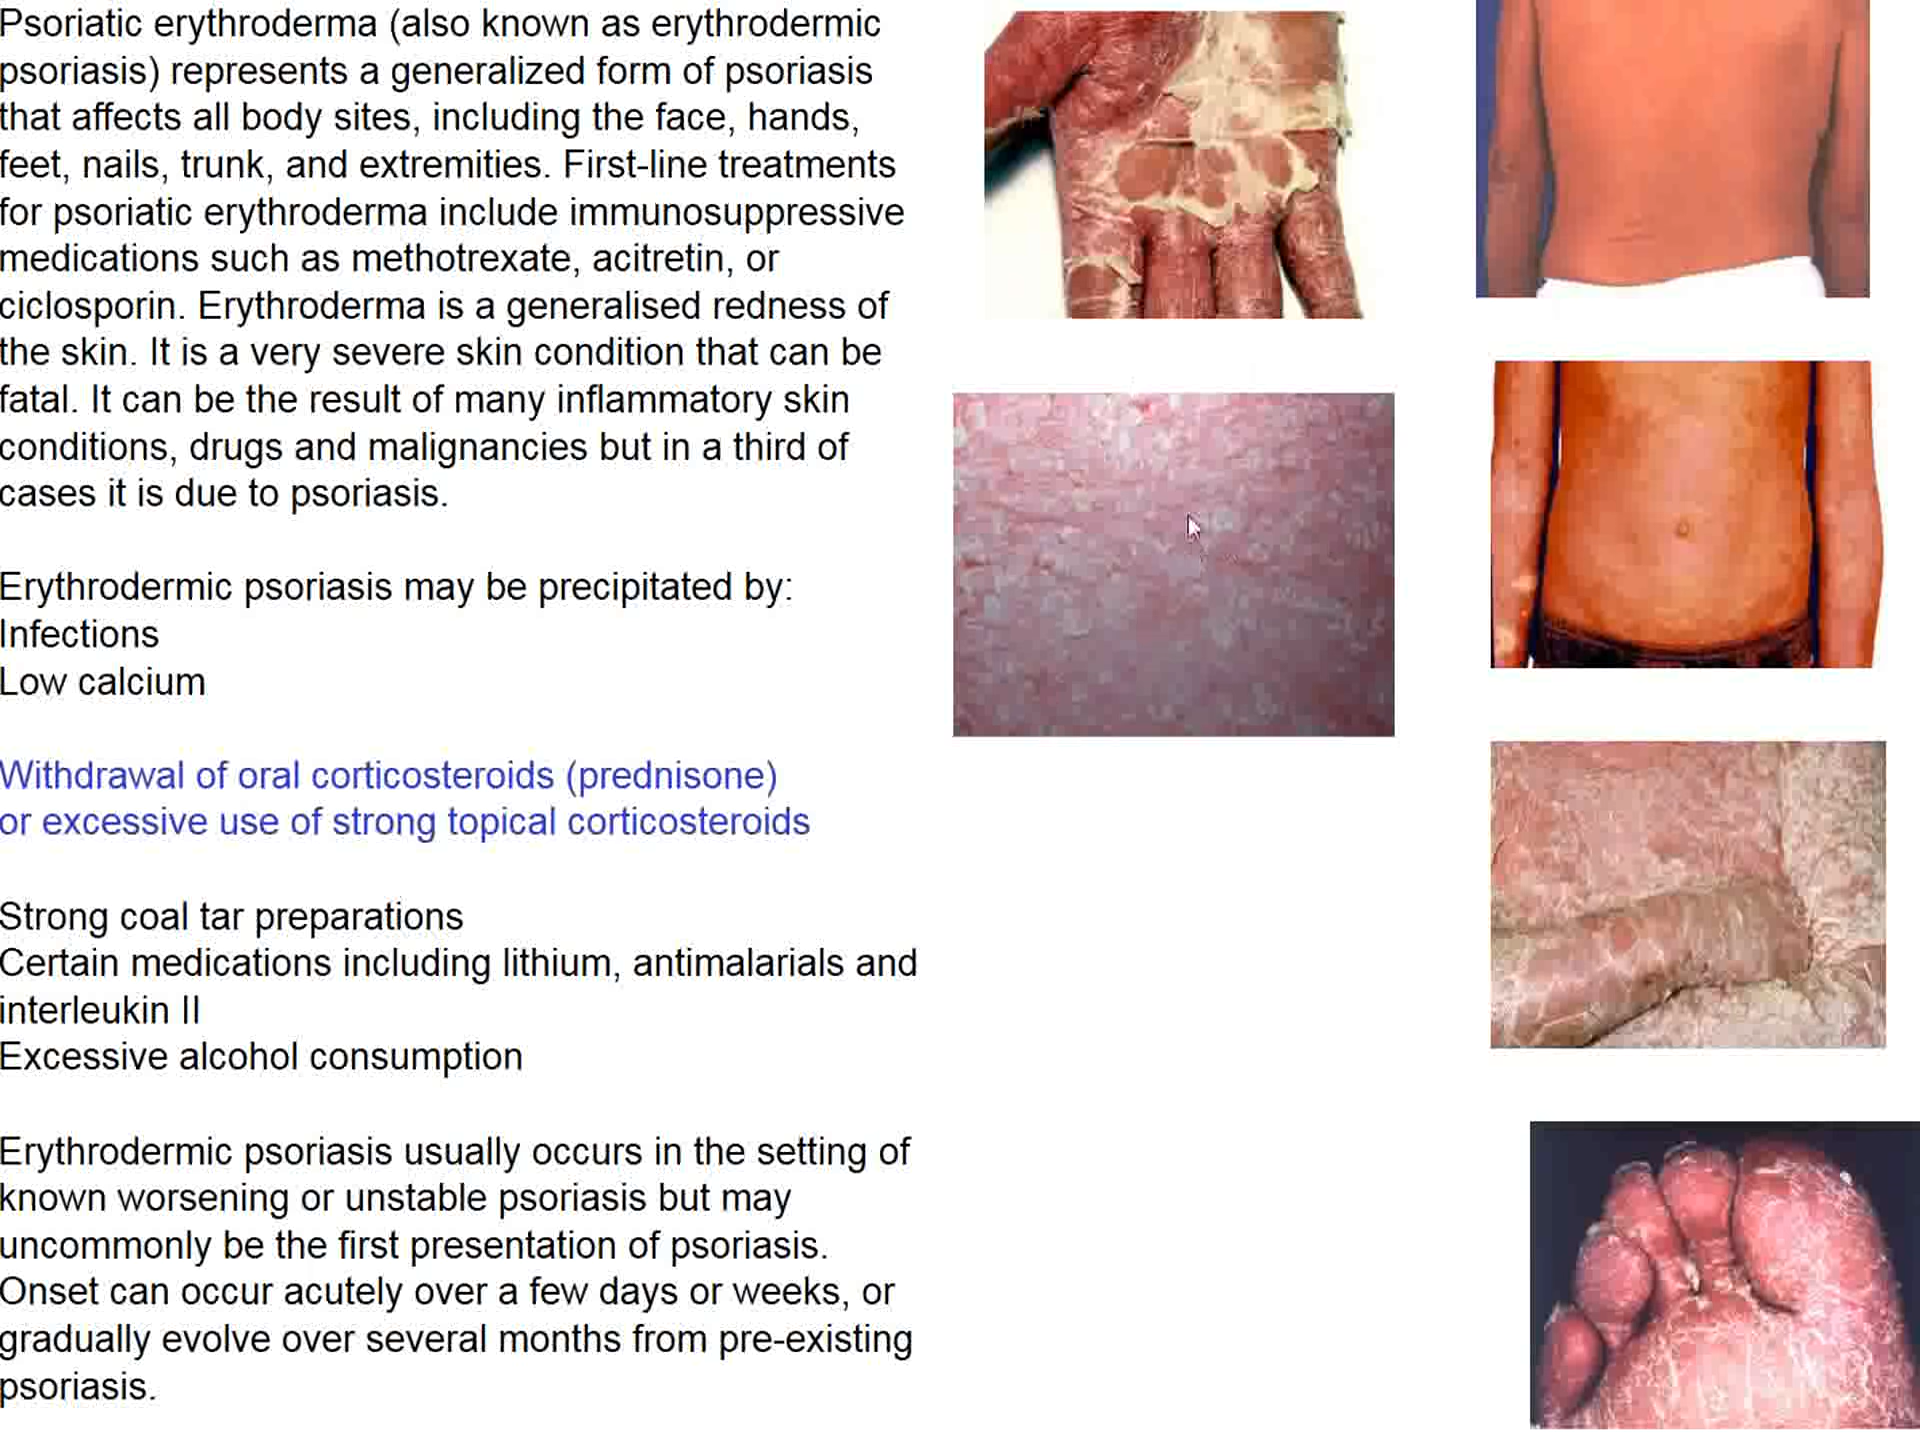 Psoriatic erythroderma (also known as erythrodermic
psoriasis) represents a generalized form of psoriasis
that affects all body sites, including the face, hands,
feet, nails, trunk, and extremities. First-line treatments
for psoriatic erythroderma include immunosuppressive
medications such as methotrexate, acitretin, or
ciclosporin. Erythroderma is a generalised redness of
the skin. It is a very severe skin condition that can be
fatal. It can be the result of many inflammatory skin
conditions, drugs and malignancies but in a third of
cases it is due to psoriasis.
Erythrodermic psoriasis may be precipitated by:
Infections
Low calcium
Withdrawal of oral corticosteroids (prednisone)
or excessive use of strong topical corticosteroids
Strong coal tar preparations
Certain medications including lithium, antimalarials and
interleukin II
Excessive alcohol consumption
Erythrodermic psoriasis usually occurs in the setting of
known worsening or unstable psoriasis but may
uncommonly be the first presentation of psoriasis.
Onset can occur acutely over a few days or weeks, or
gradually evolve over several months from pre-existing
psoriasis.